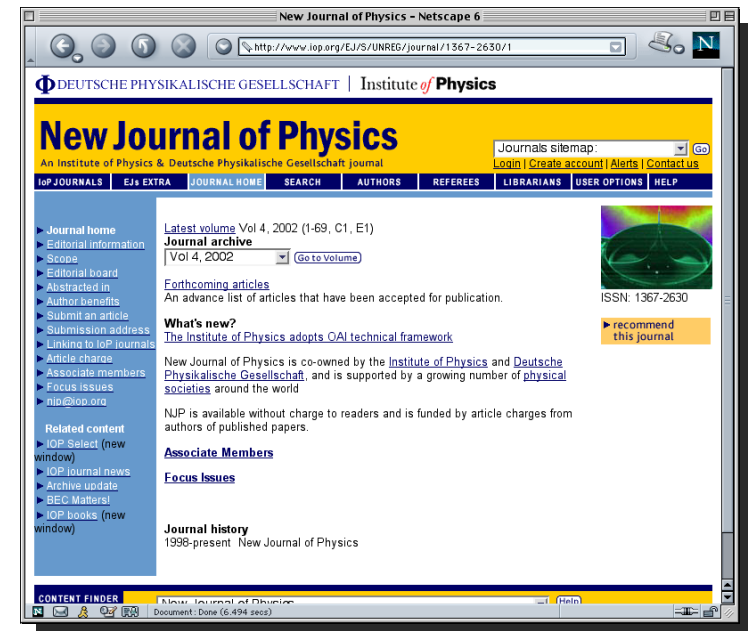 New Journal of Physics – Netscape 6
http://www.iop.org/EJ/S/UNREG/journal/1367-2630/1
N
DEUTSCHE PHYSIKALISCHE GESELLSCHAFT | Institute of Physics
New Journal of Physics
An Institute of Physics & Deutsche Physikalische Gesellschaft journal
Journals sitemap:
Go
Login | Create account | Alerts | Contact us
IoP JOURNALS EJs EXTRA JOURNAL HOME SEARCH AUTHORS REFEREES LIBRARIANS USER OPTIONS HELP
Journal home
Editorial information
Scope
Editorial board
Abstracted in
Author benefits
Submit an article
Submission address
Linking to IoP journals
Article charge
Associate members
Focus issues
njp@iop.org
Related content
IOP Select (new
window)
IOP journal news
Archive update
BEC Matters!
IOP books (new
window)
Latest volume Vol 4, 2002 (1-69, C1, E1)
Journal archive
Vol 4, 2002
Go to Volume
Forthcoming articles
An advance list of articles that have been accepted for publication.
What's new?
The Institute of Physics adopts OAI technical framework
New Journal of Physics is co-owned by the Institute of Physics and Deutsche
Physikalische Gesellschaft, and is supported by a growing number of physical
societies around the world
NJP is available without charge to readers and is funded by article charges from
authors of published papers.
Associate Members
Focus Issues
Journal history
1998-present New Journal of Physics
ISSN: 1367-2630
recommend
this journal
CONTENT FINDER
New Journal of Physics
Help
Document: Done (6.494 secs)